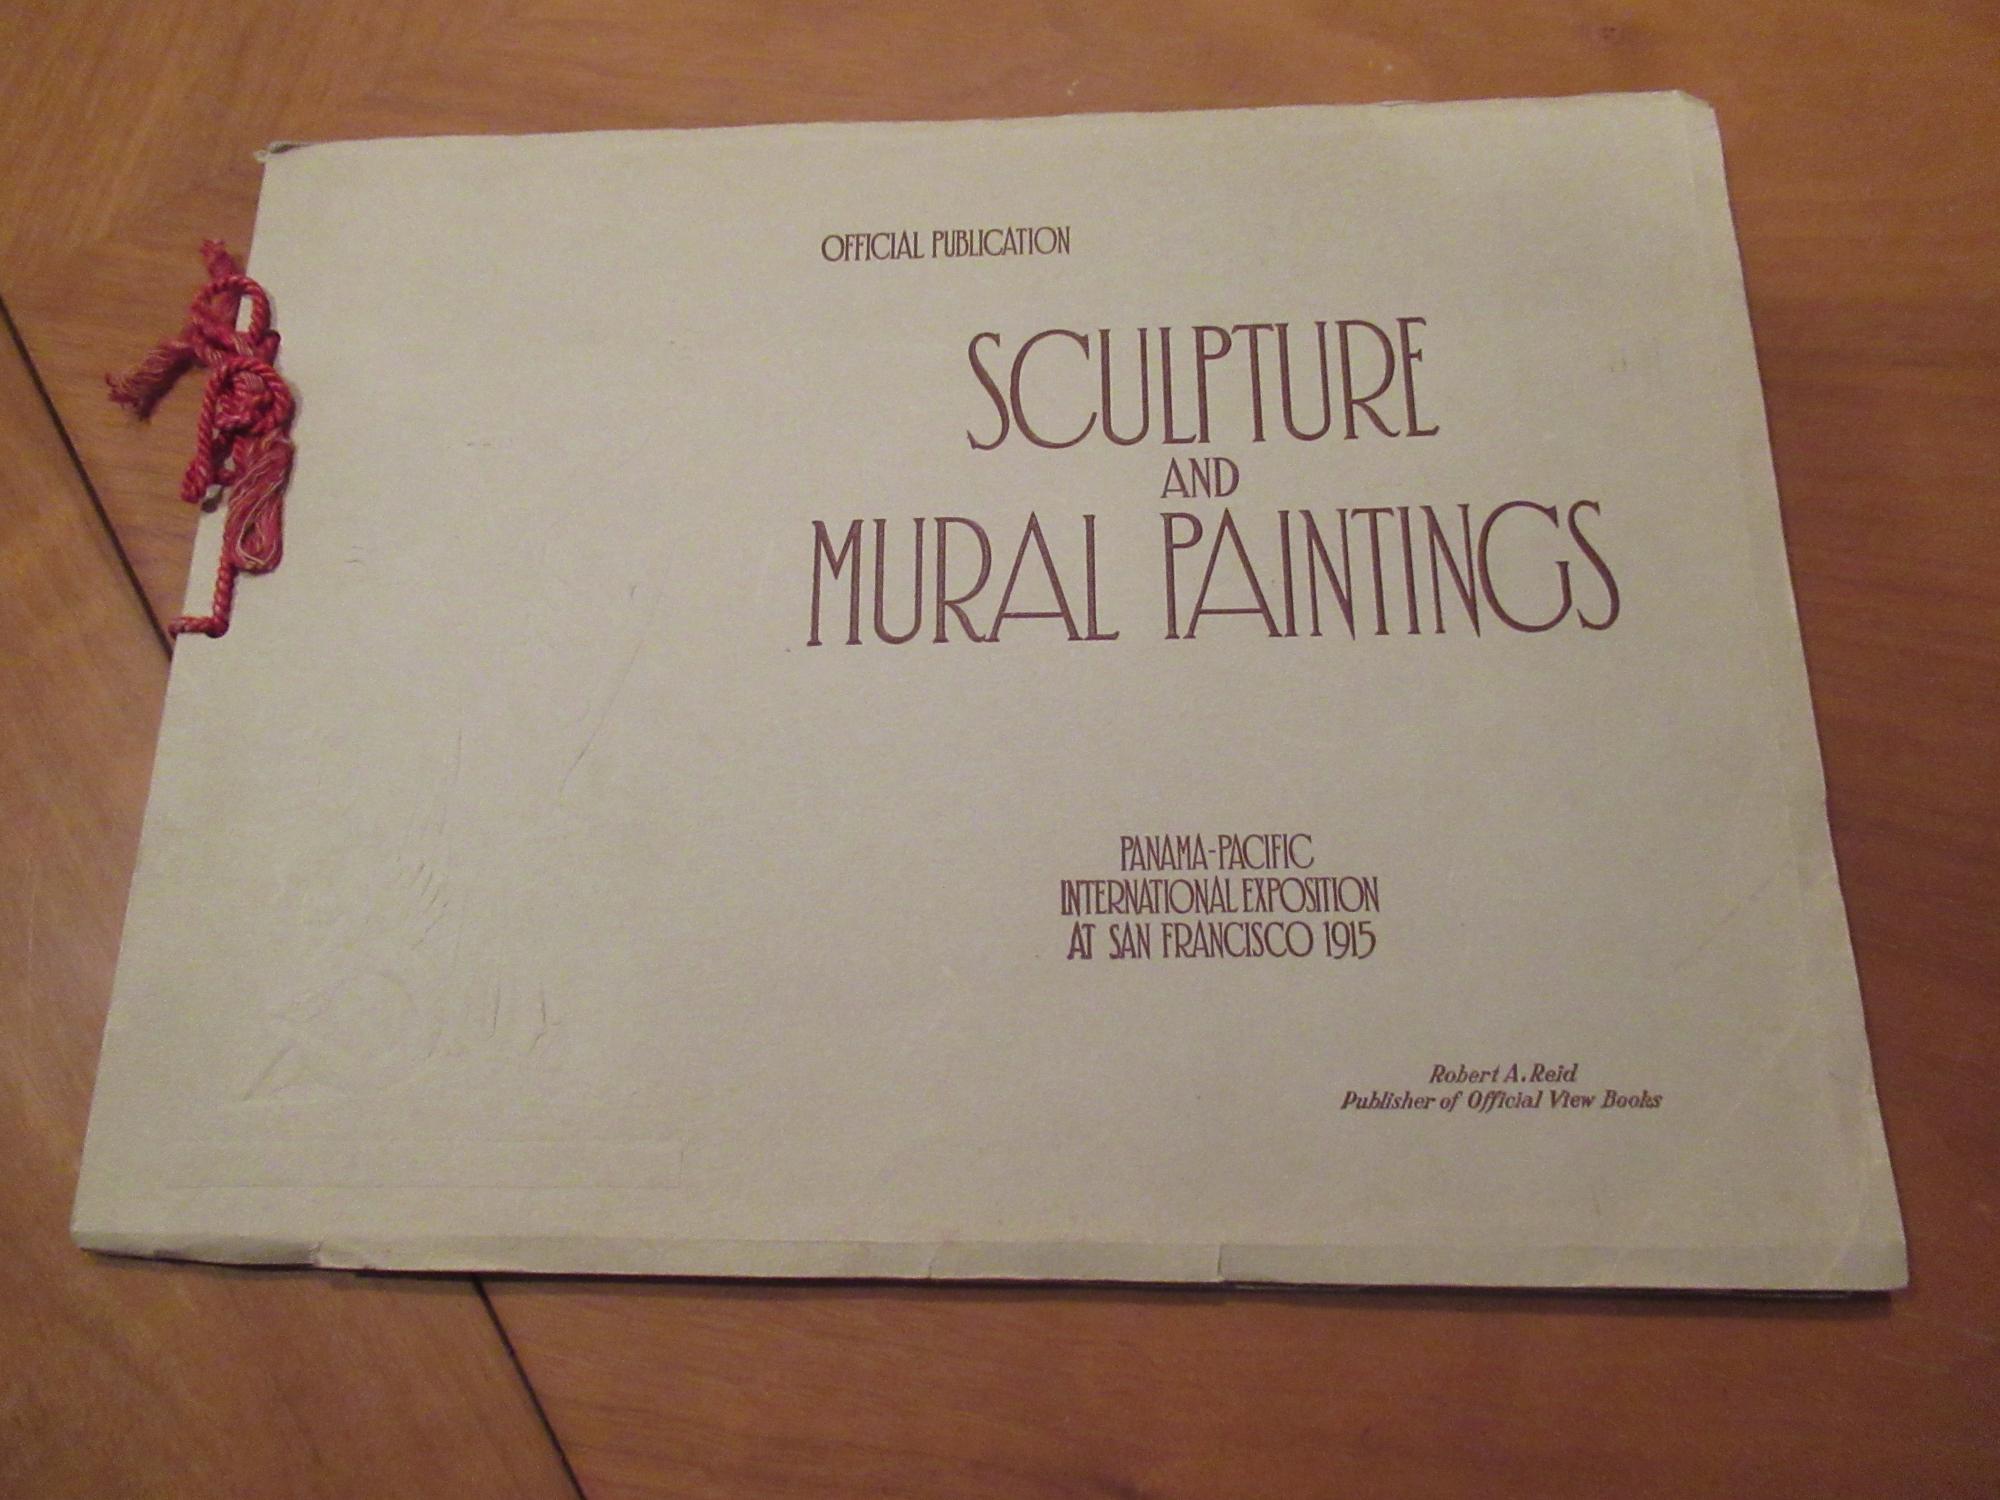 OFFICIAL PUBLICATION
SCULPTURE
AND
MURAL PAINTINGS
PANAMA-PACIFIC
INTERNATIONAL EXPOSITION
AT SAN FRANCISCO 1915
Robert A. Reid
Publisher of Official View Books